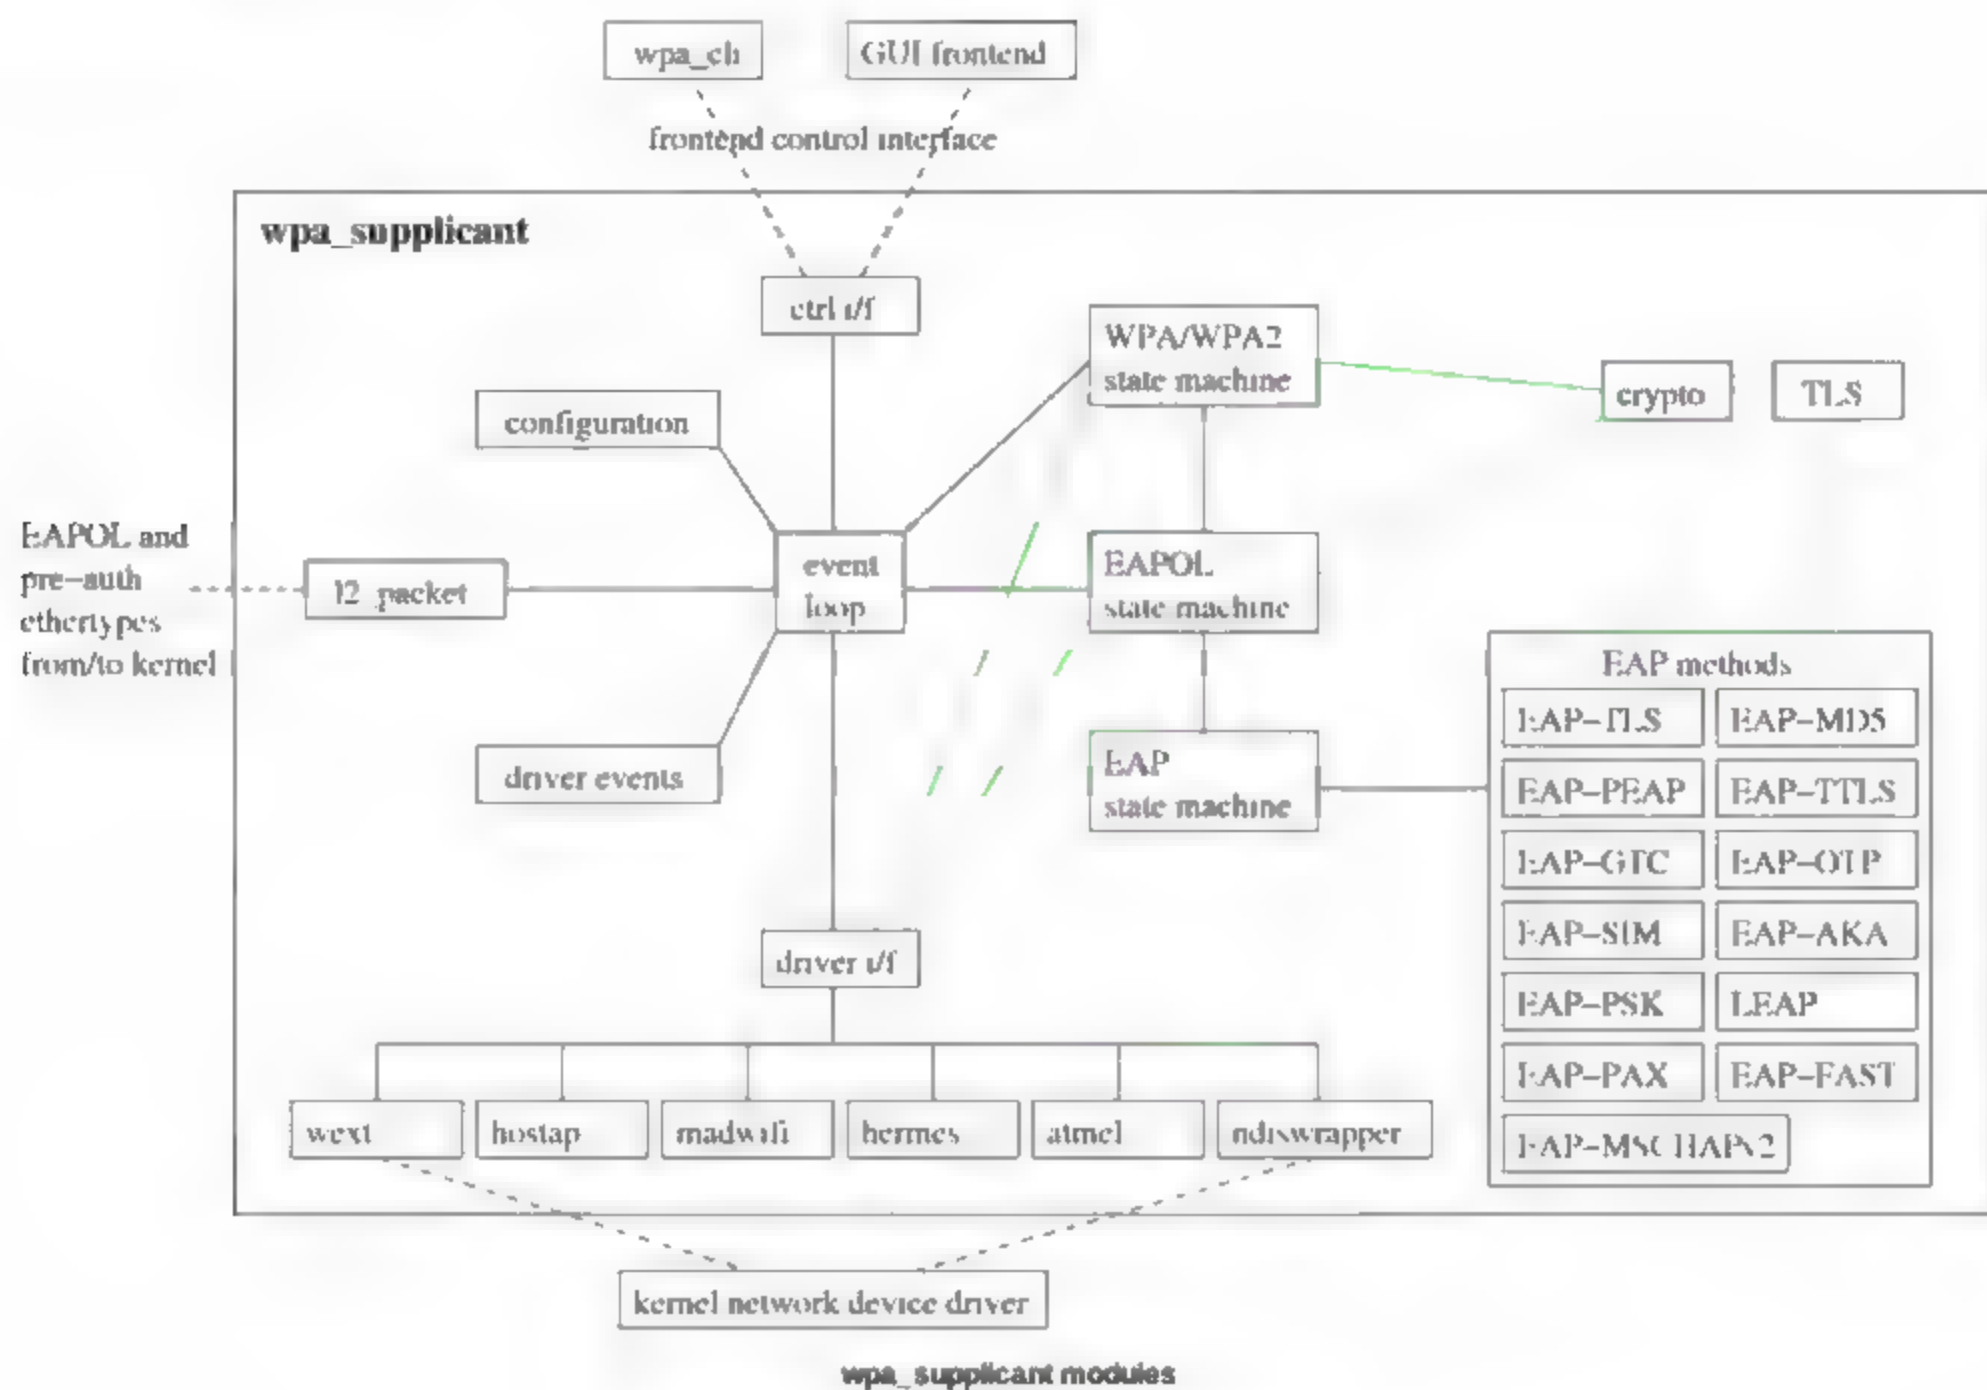 wpa_cli
GUI frontend
frontend control interface
wpa_supplicant
ctrl i/f
WPA/WPA2
state machine
crypto
TLS
configuration
EAPOL and
pre-auth
ethertypes
from/to kernel
l2_packet
event
loop
EAPOL
state machine
driver events
EAP
state machine
EAP methods
EAP-TLS
EAP-MD5
EAP-PEAP
EAP-TTLS
EAP-GTC
EAP-OTP
EAP-SIM
EAP-AKA
EAP-PSK
LEAP
EAP-PAX
EAP-FAST
EAP-MSCHAPv2
driver i/f
wext
hostap
madwifi
hermes
atmel
ndiswrapper
kernel network device driver
wpa_supplicant modules